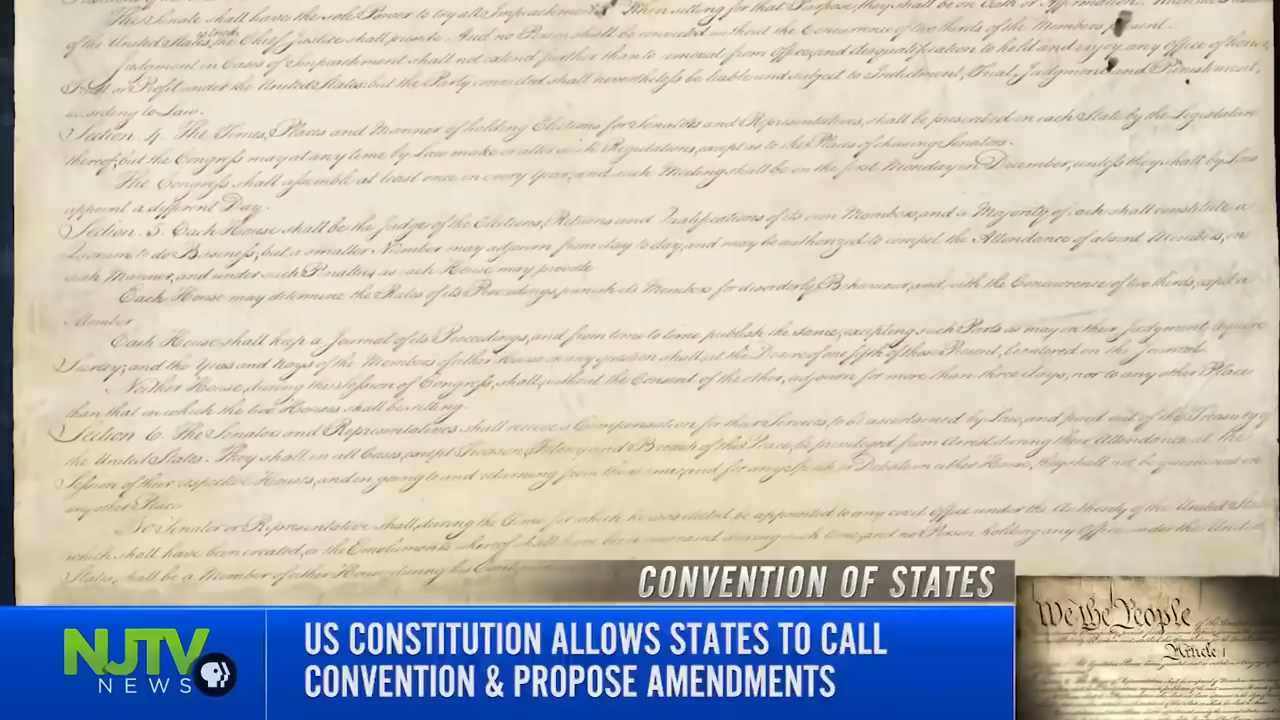 The Senate shall have the sole Power to try all Impeachments. When sitting for that Purpose, they shall be on Oath or Affirmation. When the
of the United States is tried, the Chief Justice shall preside: And no Person shall be convicted without the Concurrence of two thirds of the Members present.
Judgment in Cases of Impeachment shall not extend further than to removal from Office, and disqualification to hold and enjoy any Office of honor,
Trust or Profit under the United States: but the Party convicted shall nevertheless be liable and subject to Indictment, Trial, Judgment and Punishment,
according to Law.
Section. 4. The Times, Places and Manner of holding Elections for Senators and Representatives, shall be prescribed in each State by the Legislature
thereof; but the Congress may at any time by Law make or alter such Regulations, except as to the Places of chusing Senators.
The Congress shall assemble at least once in every Year, and such Meeting shall be on the first Monday in December, unless they shall by Law
appoint a different Day.
Section. 5. Each House shall be the Judge of the Elections, Returns and Qualifications of its own Members, and a Majority of each shall constitute a
Quorum to do Business; but a smaller Number may adjourn from day to day, and may be authorized to compel the Attendance of absent Members, in
such Manner, and under such Penalties as each House may provide.
Each House may determine the Rules of its Proceedings, punish its Members for disorderly Behaviour, and, with the Concurrence of two thirds, expel a
Member.
Each House shall keep a Journal of its Proceedings, and from time to time publish the same, excepting such Parts as may in their Judgment require
Secrecy; and the Yeas and Nays of the Members of either House on any question shall, at the Desire of one fifth of those Present, be entered on the Journal.
Neither House, during the Session of Congress, shall, without the Consent of the other, adjourn for more than three days, nor to any other Place
than that in which the two Houses shall be sitting.
Section. 6. The Senators and Representatives shall receive a Compensation for their Services, to be ascertained by Law, and paid out of the Treasury of
the United States. They shall in all Cases, except Treason, Felony and Breach of the Peace, be privileged from Arrest during their Attendance at the
Session of their respective Houses, and in going to and returning from the same; and for any Speech or Debate in either House, they shall not be questioned in
any other Place.
No Senator or Representative shall, during the Time for which he was elected, be appointed to any civil Office under the Authority of the United
which shall have been created, or the Emoluments whereof shall have been encreased during such time; and no Person holding any Office under the United
States, shall be a Member of either House during his
CONVENTION OF STATES
We the People
Article I
NJTV
NEWS
US CONSTITUTION ALLOWS STATES TO CALL
CONVENTION & PROPOSE AMENDMENTS